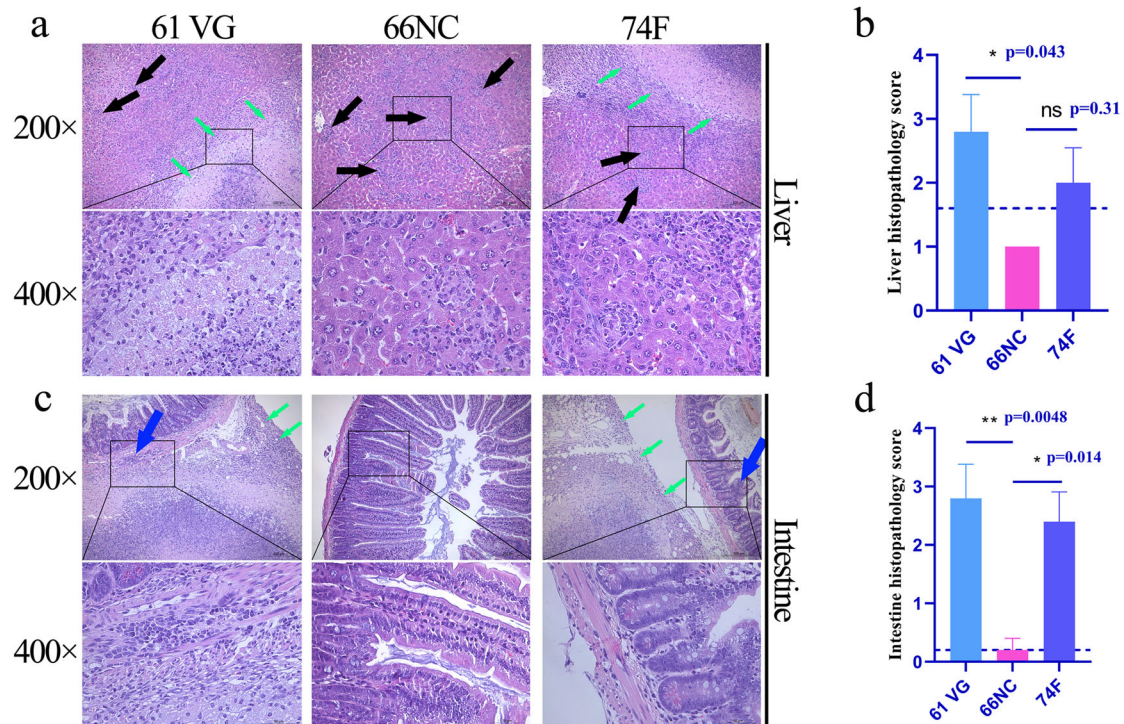 a
61 VG
66NC
74F
200×
400×
Liver
b
Liver histopathology score
4
3
2
1
0
* p=0.043
ns p=0.31
61 VG
66NC
74F
c
200×
400×
Intestine
d
Intestine histopathology score
4
3
2
1
0
** p=0.0048
* p=0.014
61 VG
66NC
74F